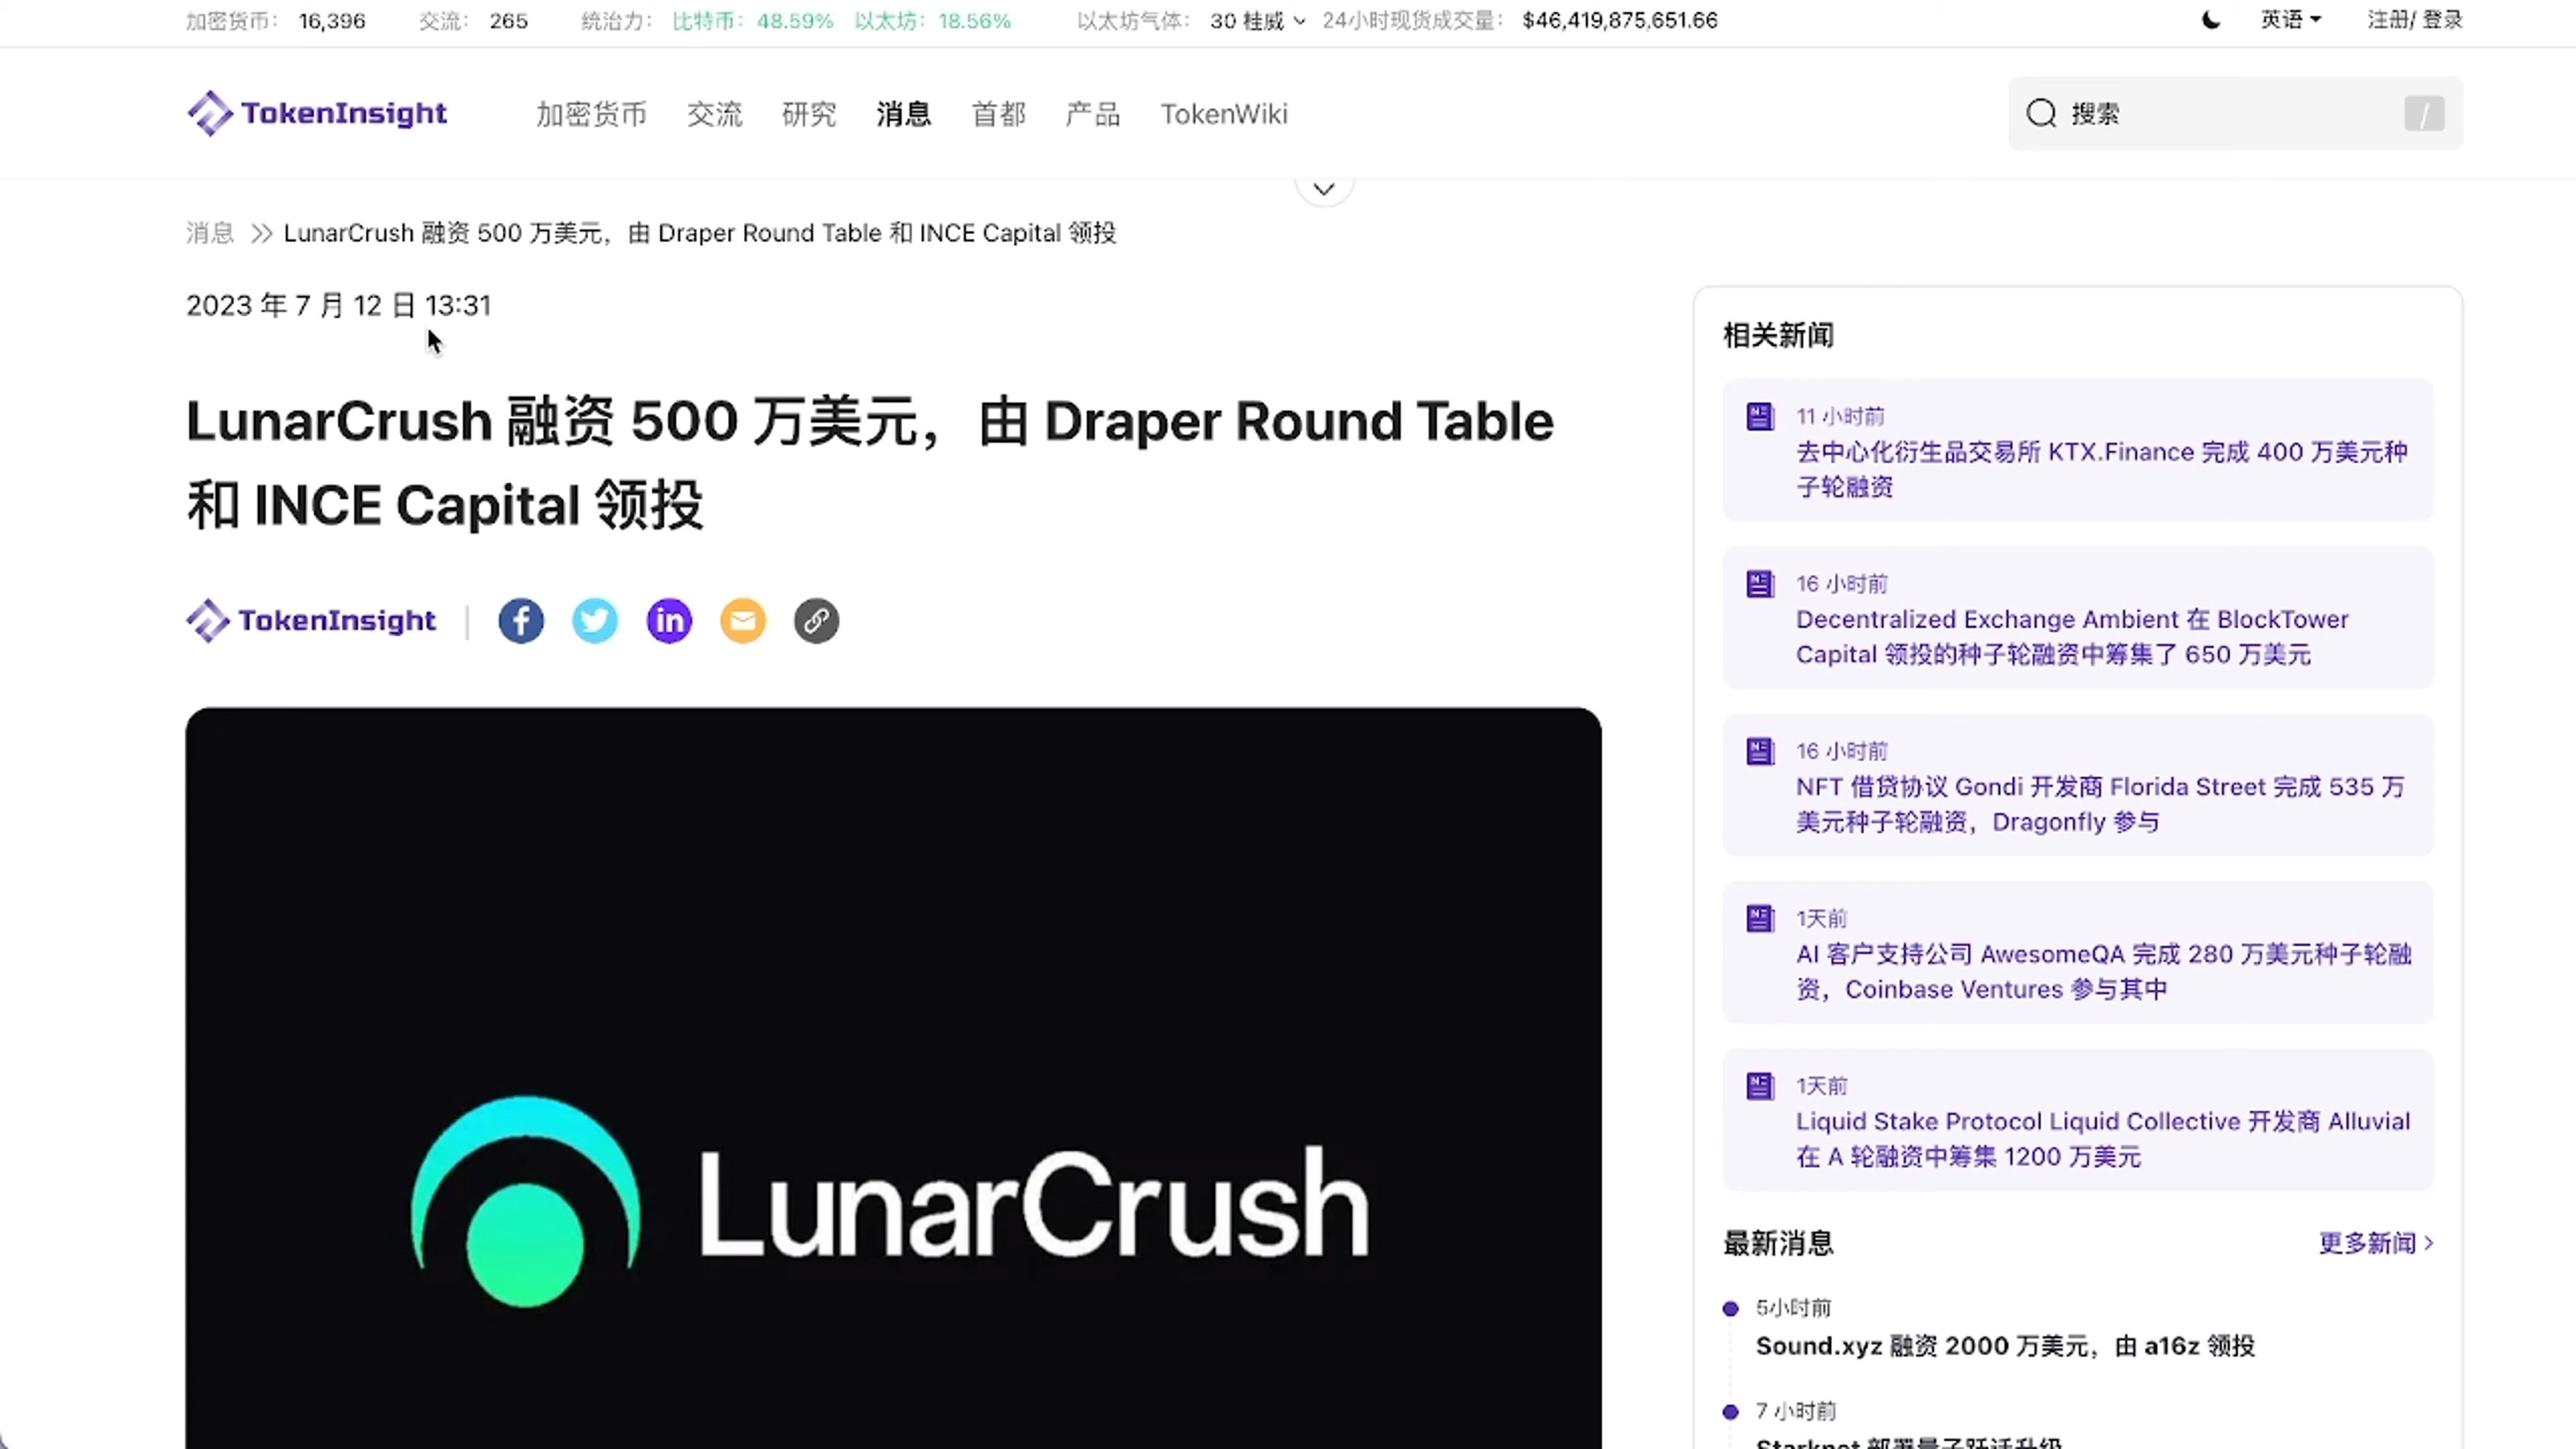 加密货币： 16,396 交流： 265 统治力： 比特币：48.59% 以太坊：18.56% 以太坊气体： 30 桂威 24小时现货成交量： $46,419,875,651.66 英语 注册/ 登录
TokenInsight 加密货币 交流 研究 消息 首都 产品 TokenWiki 搜索 /
消息 >> LunarCrush 融资 500 万美元，由 Draper Round Table 和 INCE Capital 领投
2023 年 7 月 12 日 13:31
LunarCrush 融资 500 万美元，由 Draper Round Table
和 INCE Capital 领投
TokenInsight
LunarCrush
相关新闻
11 小时前
去中心化衍生品交易所 KTX.Finance 完成 400 万美元种
子轮融资
16 小时前
Decentralized Exchange Ambient 在 BlockTower
Capital 领投的种子轮融资中筹集了 650 万美元
16 小时前
NFT 借贷协议 Gondi 开发商 Florida Street 完成 535 万
美元种子轮融资，Dragonfly 参与
1天前
AI 客户支持公司 AwesomeQA 完成 280 万美元种子轮融
资，Coinbase Ventures 参与其中
1天前
Liquid Stake Protocol Liquid Collective 开发商 Alluvial
在 A 轮融资中筹集 1200 万美元
最新消息 更多新闻
5小时前
Sound.xyz 融资 2000 万美元，由 a16z 领投
7 小时前
Starknet 部署量子跃迁升级